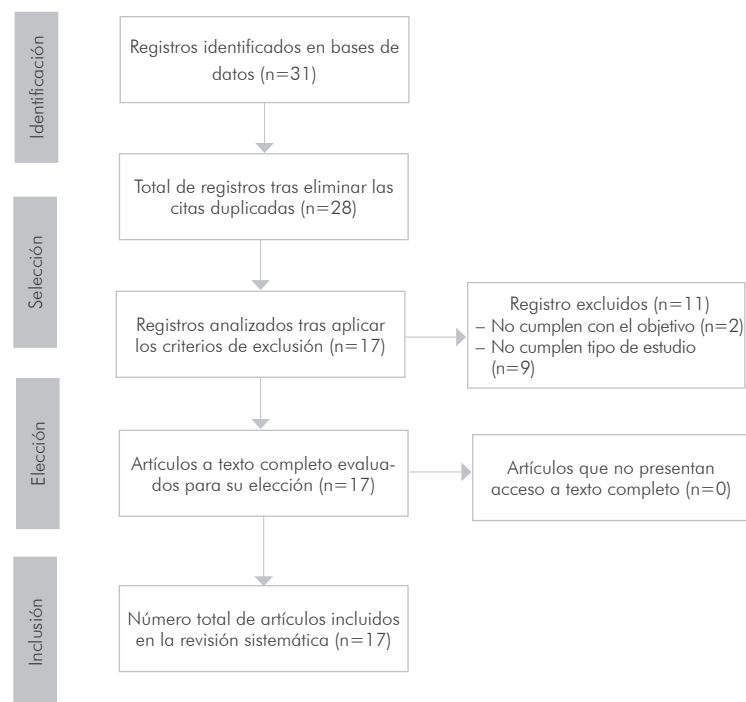 Identificación
Registros identificados en bases de
datos (n=31)
Total de registros tras eliminar las
citas duplicadas (n=28)
Selección
Registros analizados tras aplicar
los criterios de exclusión (n=17)
Registro excluidos (n=11)
– No cumplen con el objetivo (n=2)
– No cumplen tipo de estudio
(n=9)
Elección
Artículos a texto completo evalua-
dos para su elección (n=17)
Artículos que no presentan
acceso a texto completo (n=0)
Inclusión
Número total de artículos incluidos
en la revisión sistemática (n=17)